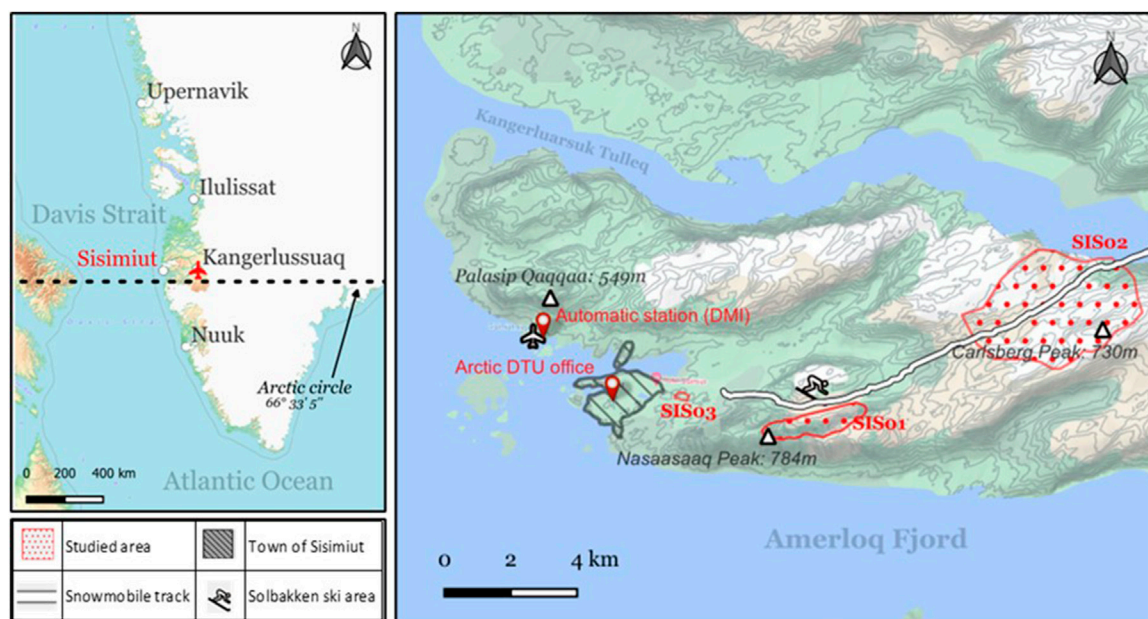 N
Upernavik
Ilulissat
Davis Strait
Sisimiut
Kangerlussuaq
Nuuk
Arctic circle
66° 33' 5"
0 200 400 km
Atlantic Ocean
Studied area
Town of Sisimiut
Snowmobile track
Solbakken ski area
N
Kangerluarsuk Tulleq
SIS02
Palasip Qaqqaa: 549m
Automatic station (DMI)
Carlsberg Peak: 730m
Arctic DTU office
SIS03
SIS01
Nasaasaaq Peak: 784m
Amerloq Fjord
0 2 4 km